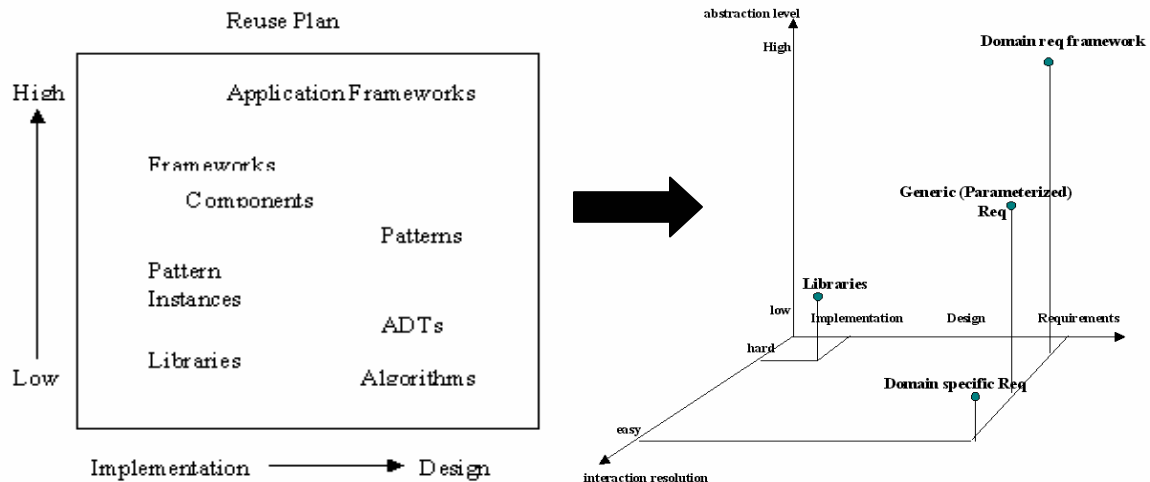 Reuse Plan
High
Application Frameworks
Frameworks
Components
Patterns
Pattern
Instances
ADTs
Libraries
Low
Algorithms
Implementation
Design
abstraction level
High
Domain req framework
Generic (Parameterized)
Req
Libraries
low
Implementation
Design
Requirements
hard
Domain specific Req
easy
interaction resolution